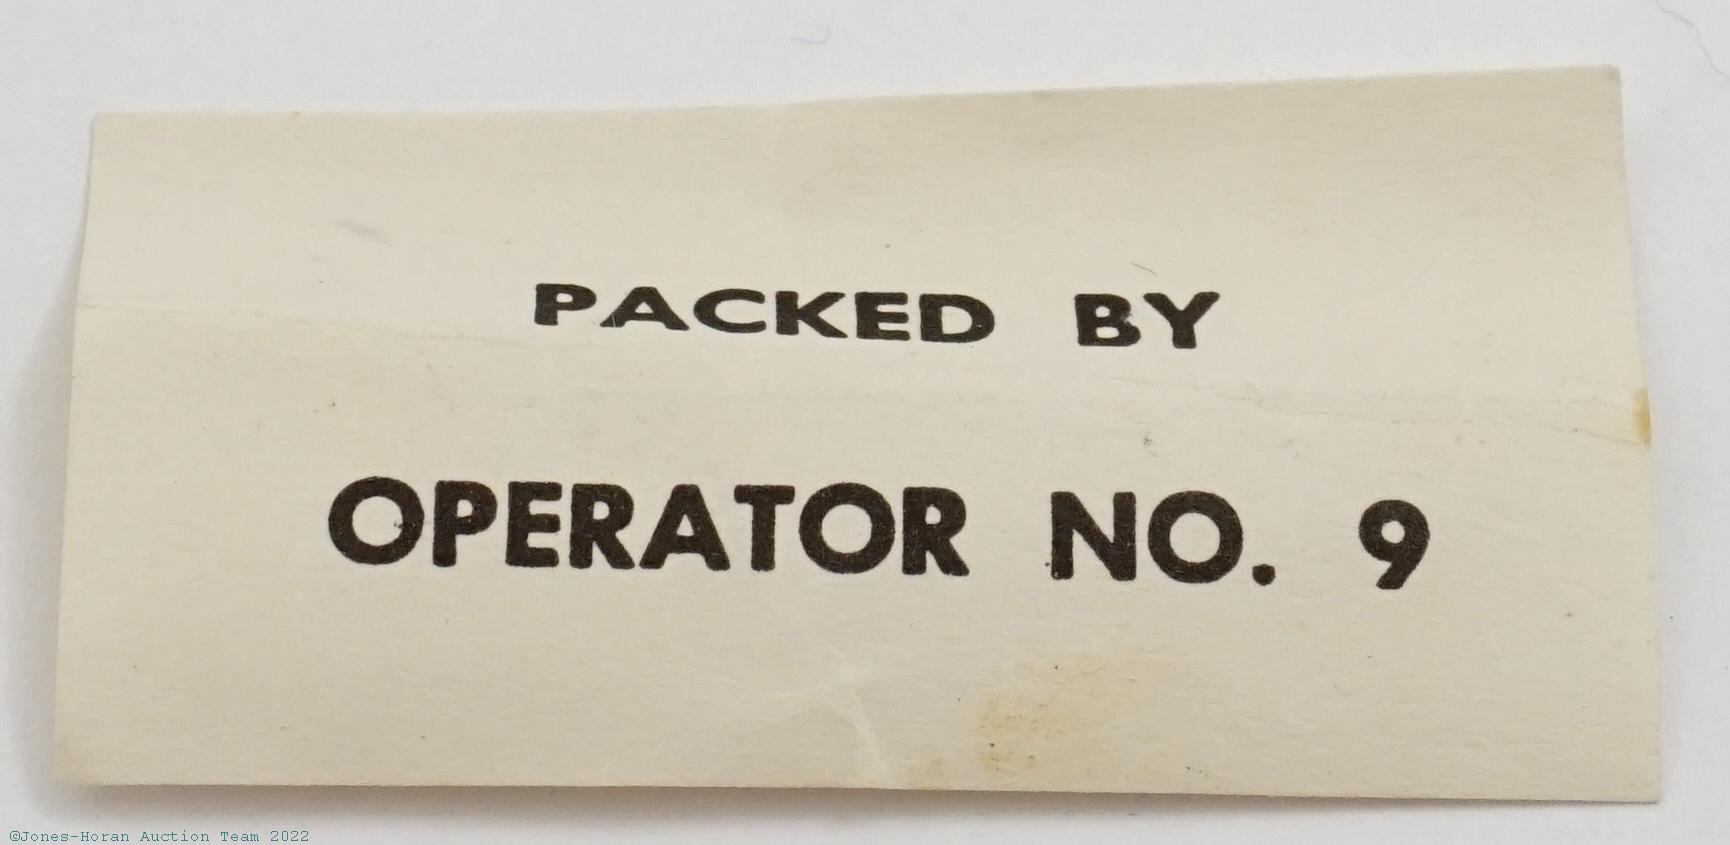 PACKED BY
OPERATOR NO. 9
©Jones-Horan Auction Team 2022